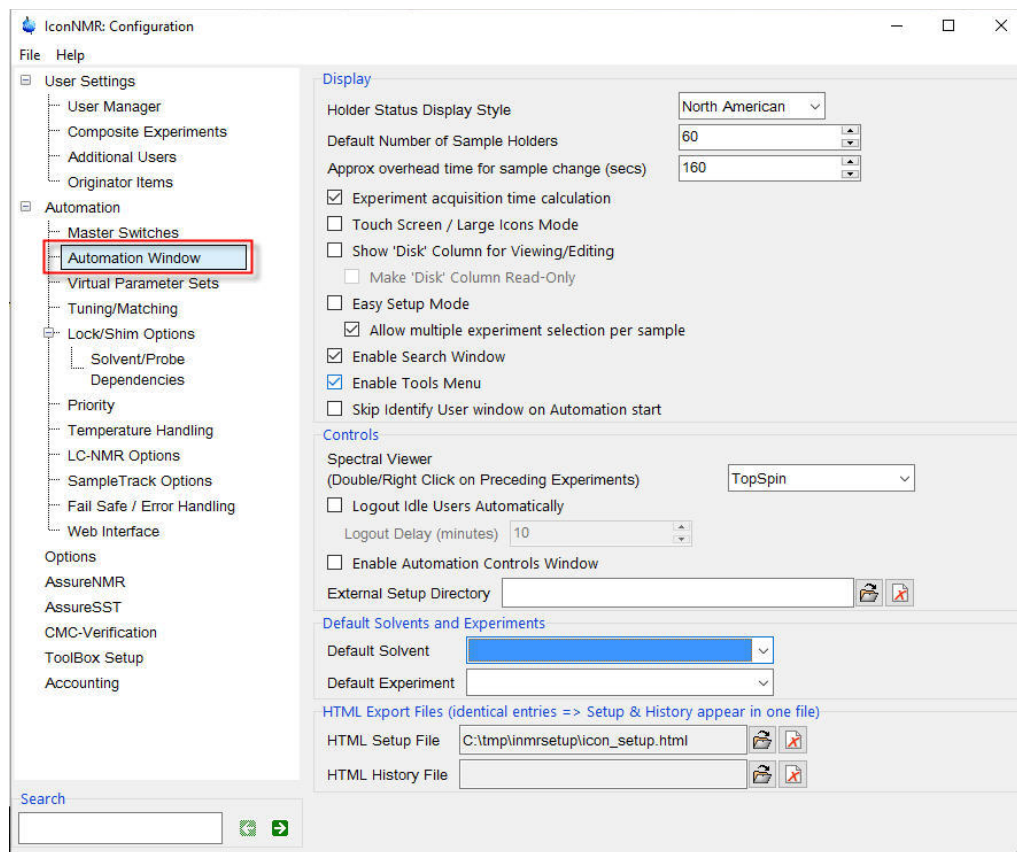 IconNMR: Configuration
File Help
User Settings
User Manager
Composite Experiments
Additional Users
Originator Items
Automation
Master Switches
Automation Window
Virtual Parameter Sets
Tuning/Matching
Lock/Shim Options
Solvent/Probe
Dependencies
Priority
Temperature Handling
LC-NMR Options
SampleTrack Options
Fail Safe / Error Handling
Web Interface
Options
AssureNMR
AssureSST
CMC-Verification
ToolBox Setup
Accounting
Search
Display
Holder Status Display Style North American
Default Number of Sample Holders 60
Approx overhead time for sample change (secs) 160
Experiment acquisition time calculation
Touch Screen / Large Icons Mode
Show 'Disk' Column for Viewing/Editing
Make 'Disk' Column Read-Only
Easy Setup Mode
Allow multiple experiment selection per sample
Enable Search Window
Enable Tools Menu
Skip Identify User window on Automation start
Controls
Spectral Viewer
(Double/Right Click on Preceding Experiments) TopSpin
Logout Idle Users Automatically
Logout Delay (minutes) 10
Enable Automation Controls Window
External Setup Directory
Default Solvents and Experiments
Default Solvent
Default Experiment
HTML Export Files (identical entries => Setup & History appear in one file)
HTML Setup File C:\tmp\inmrsetup\icon_setup.html
HTML History File